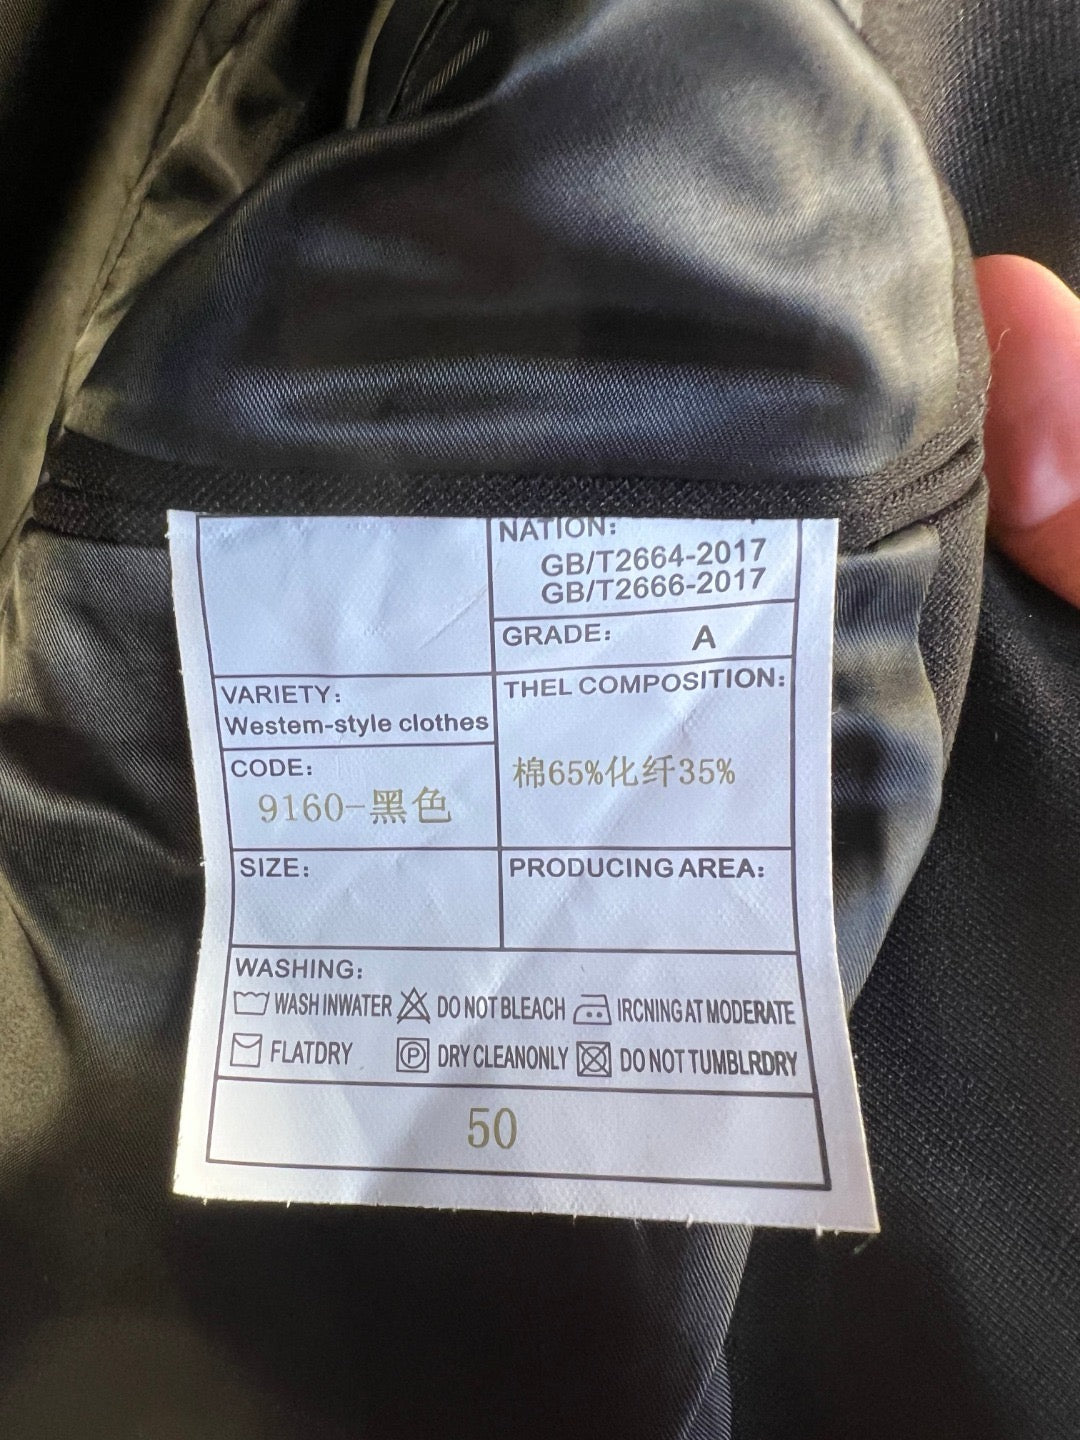 NATION:
GB/T2664-2017
GB/T2666-2017
GRADE: A
VARIETY:
Westem-style clothes
THEL COMPOSITION:
棉65%化纤35%
CODE:
9160-黑色
SIZE:
PRODUCING AREA:
WASHING:
WASH INWATER DO NOT BLEACH IRCNING AT MODERATE
FLATDRY P DRY CLEANONLY DO NOT TUMBLRDRY
50